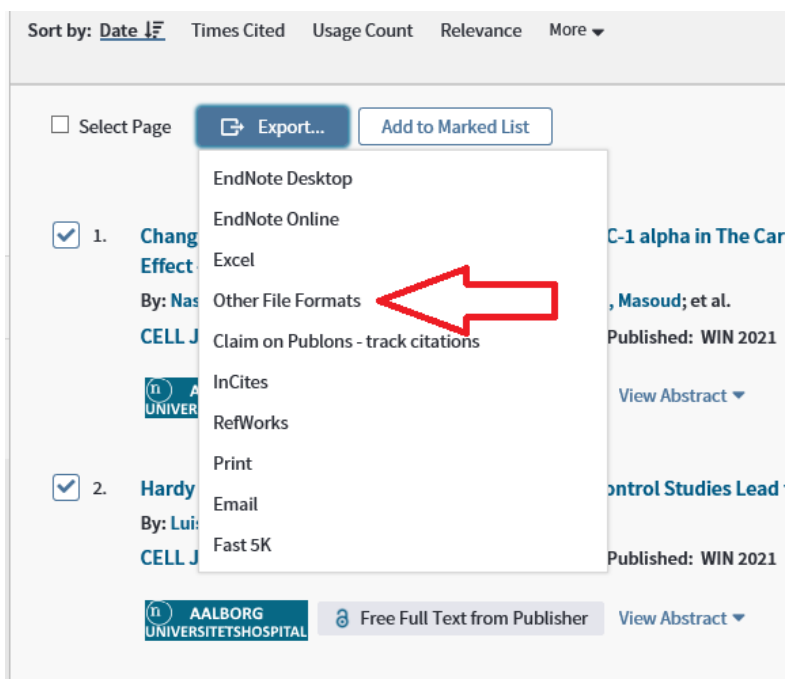 Sort by: Date Times Cited Usage Count Relevance More
Select Page Export... Add to Marked List
EndNote Desktop
EndNote Online
1. Chang C-1 alpha in The Car
Excel
Effect
Other File Formats
By: Nas , Masoud; et al.
Claim on Publons - track citations
CELL J Published: WIN 2021
InCites
n A
UNIVER
View Abstract
RefWorks
Print
2. Hardy ontrol Studies Lead
Email
By: Luis
Fast 5K
CELL J Published: WIN 2021
n AALBORG
UNIVERSITETSHOSPITAL
Free Full Text from Publisher View Abstract